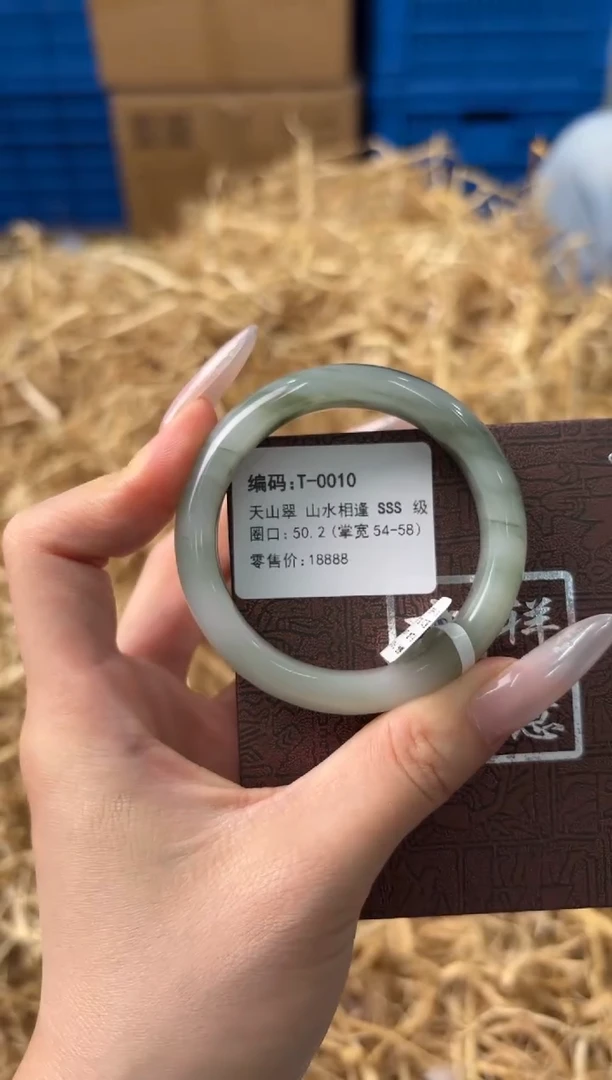 编码:T-0010
天山翠 山水相逢 SSS 级
圈口: 50.2 (掌宽 54-58)
零售价:18888
祥